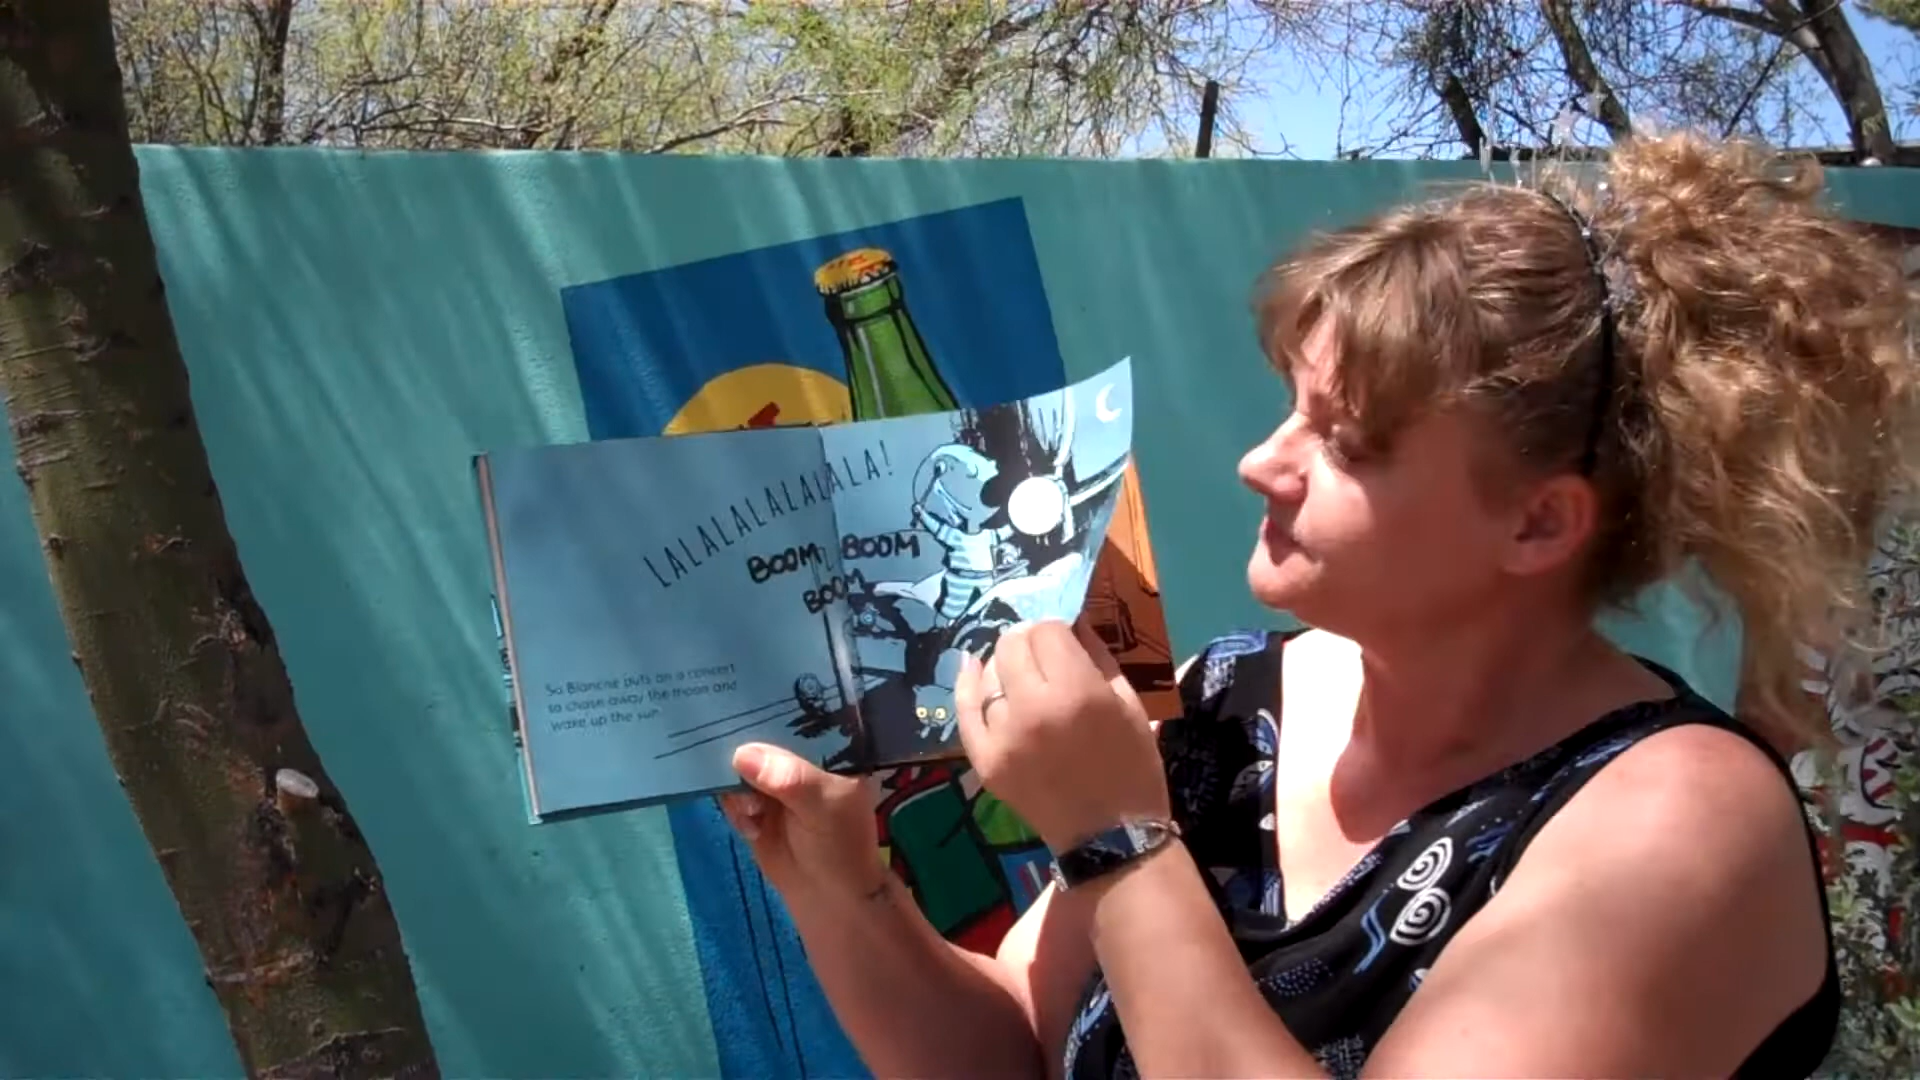 LALALALALALALA!
BOOM BOOM
BOOM
So Blanche puts on a concert
to chase away the moon and
wake up the sun.